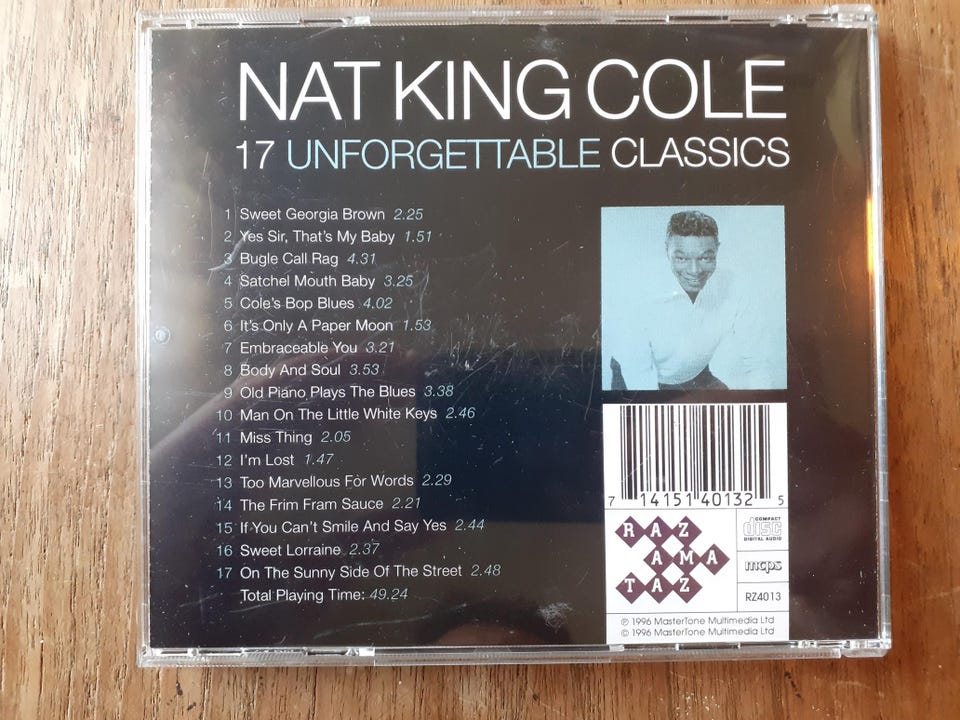 NAT KING COLE
17 UNFORGETTABLE CLASSICS
1 Sweet Georgia Brown 2.25
2 Yes Sir, That's My Baby 1.51
3 Bugle Call Rag 4.31
4 Satchel Mouth Baby 3.25
5 Cole's Bop Blues 4.02
6 It's Only A Paper Moon 1.53
7 Embraceable You 3.21
8 Body And Soul 3.53
9 Old Piano Plays The Blues 3.38
10 Man On The Little White Keys 2.46
11 Miss Thing 2.05
12 I'm Lost 1.47
13 Too Marvellous For Words 2.29
14 The Frim Fram Sauce 2.21
15 If You Can't Smile And Say Yes 2.44
16 Sweet Lorraine 2.37
17 On The Sunny Side Of The Street 2.48
Total Playing Time: 49.24
7 14151 40132 5
RAZ
AMA
TAZ
COMPACT
disc
DIGITAL AUDIO
mcps
RZ4013
℗ 1996 MasterTone Multimedia Ltd
© 1996 MasterTone Multimedia Ltd